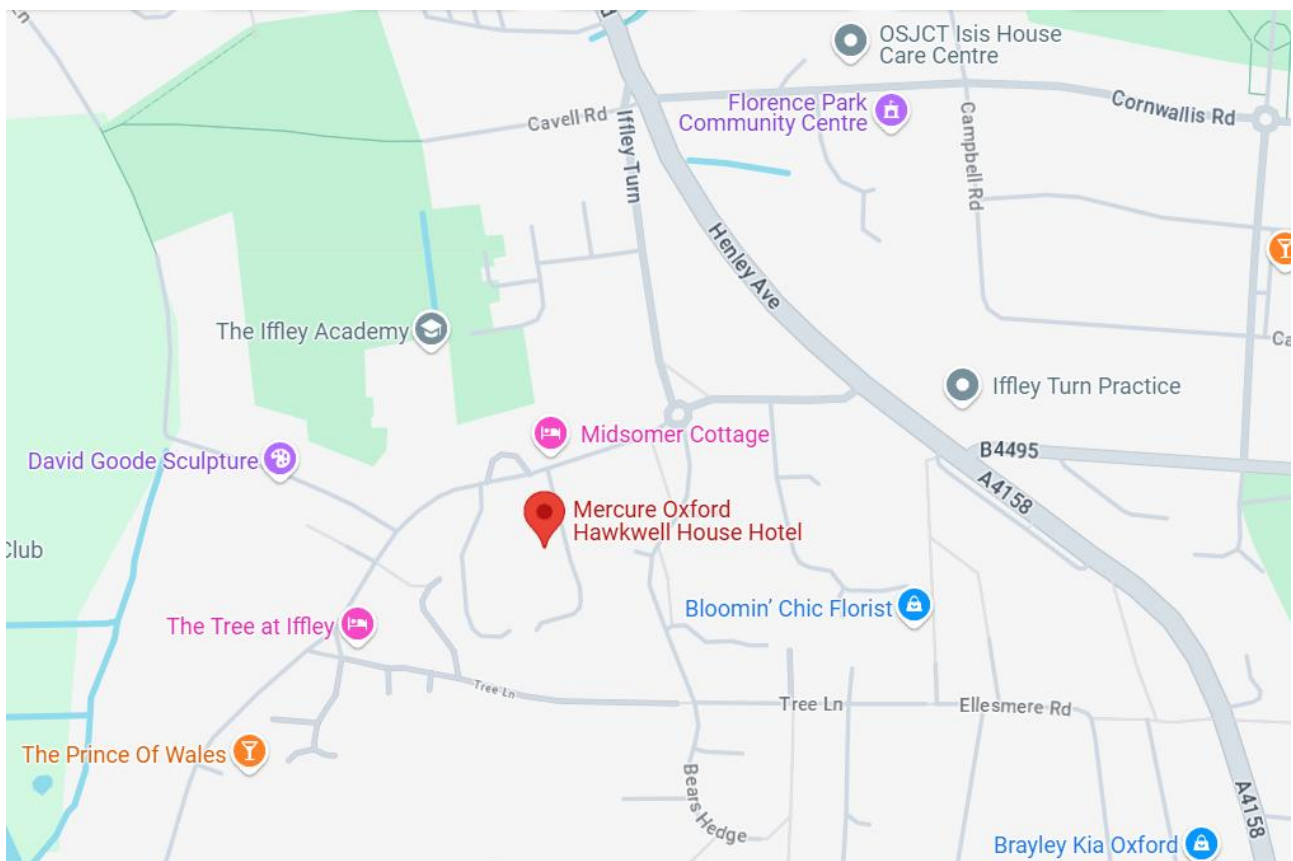 OSJCT Isis House
Care Centre
Florence Park
Community Centre
Cornwallis Rd
Cavell Rd
Iffley Turn
Campbell Rd
Henley Ave
The Iffley Academy
Iffley Turn Practice
Midsomer Cottage
B4495
David Goode Sculpture
A4158
Mercure Oxford
Hawkwell House Hotel
Club
Bloomin' Chic Florist
The Tree at Iffley
Tree Ln
Tree Ln
Ellesmere Rd
The Prince Of Wales
Bears Hedge
A4158
Brayley Kia Oxford